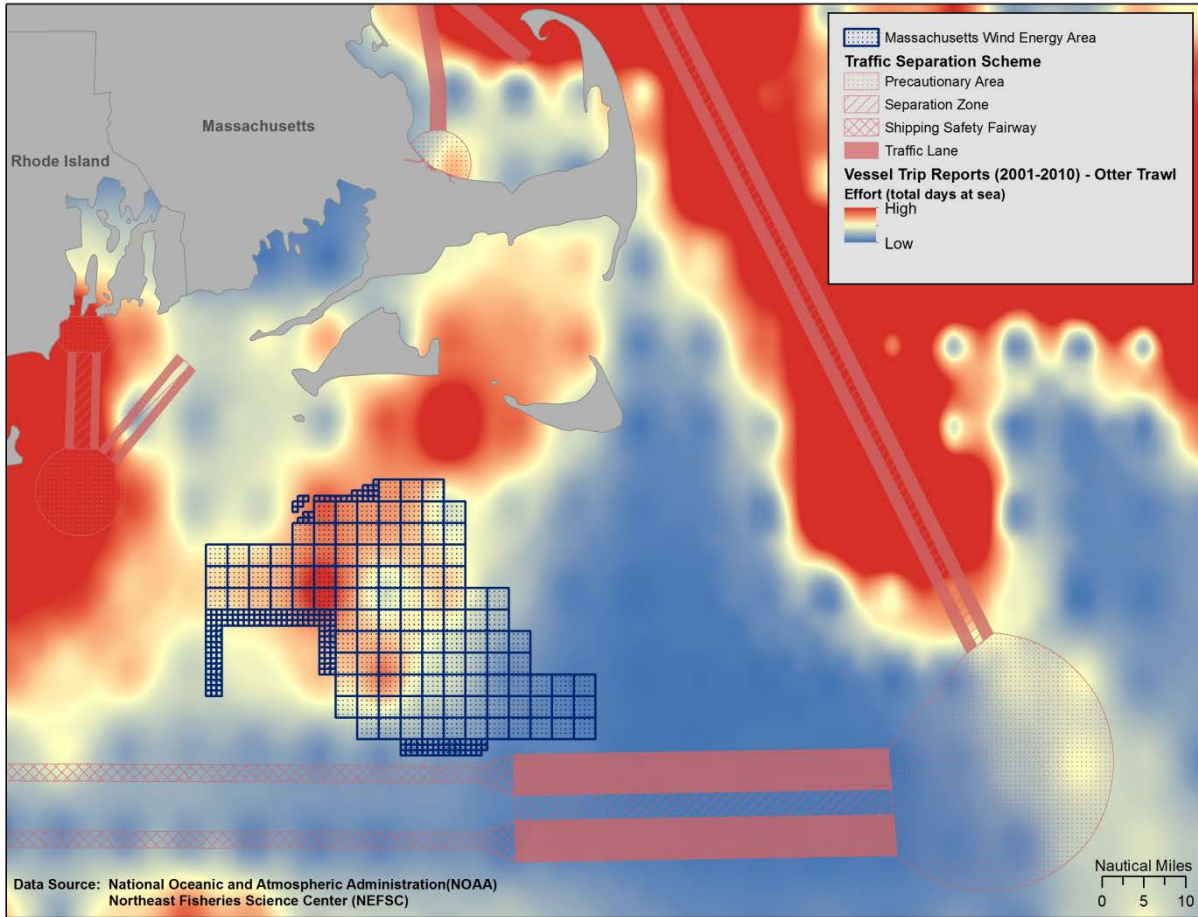 Massachusetts
Rhode Island
Massachusetts Wind Energy Area
Traffic Separation Scheme
Precautionary Area
Separation Zone
Shipping Safety Fairway
Traffic Lane
Vessel Trip Reports (2001-2010) - Otter Trawl
Effort (total days at sea)
High
Low
Data Source: National Oceanic and Atmospheric Administration(NOAA)
Northeast Fisheries Science Center (NEFSC)
Nautical Miles
0 5 10